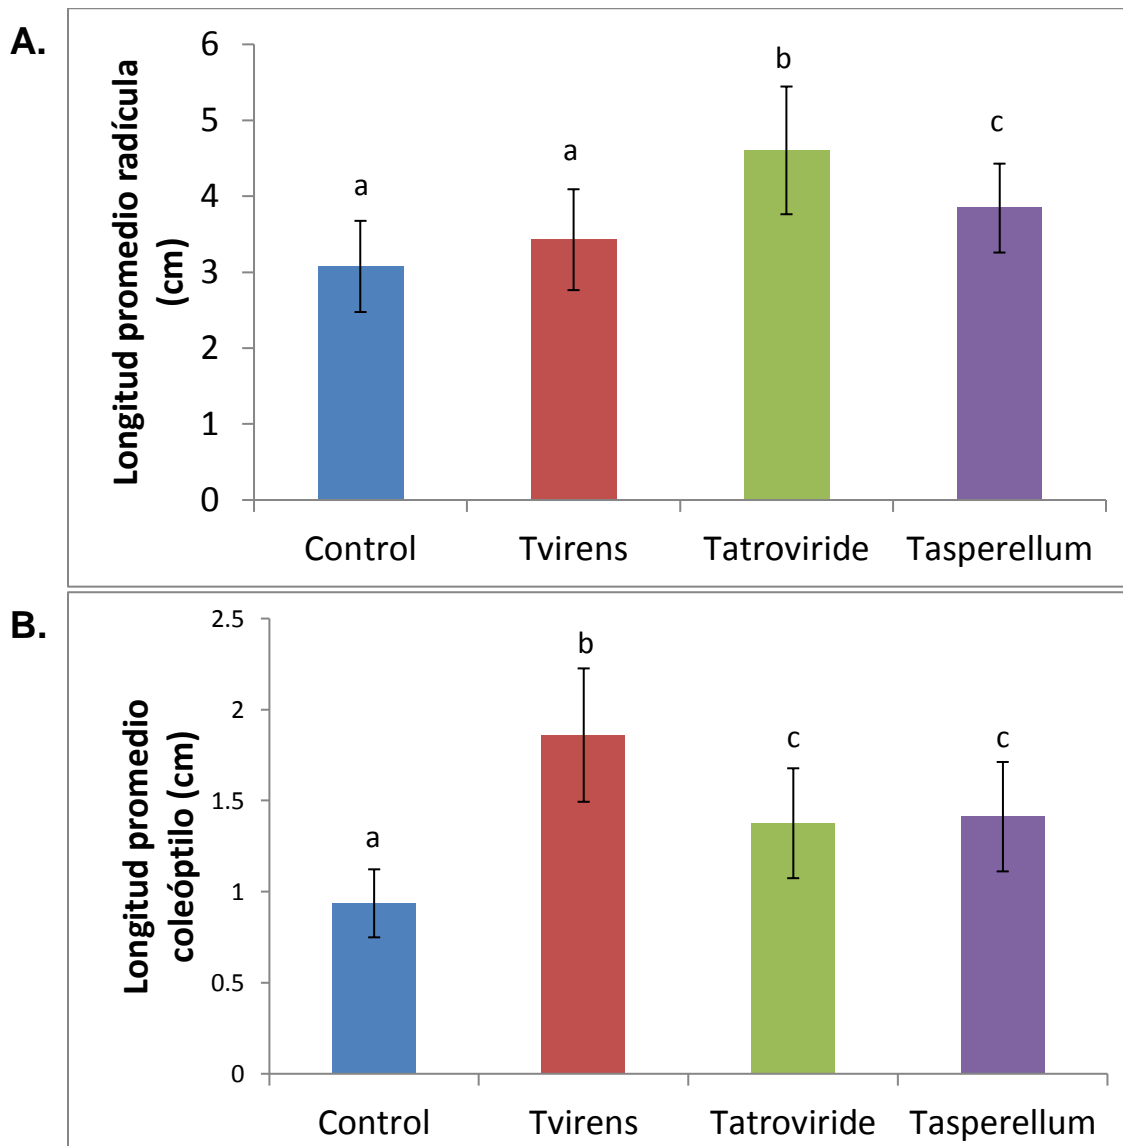 A.
Longitud promedio radícula
(cm)
6
5
4
3
2
1
0
a
a
b
c
Control
Tvirens
Tatroviride
Tasperellum
B.
Longitud promedio
coleóptilo (cm)
2.5
2
1.5
1
0.5
0
a
b
c
c
Control
Tvirens
Tatroviride
Tasperellum